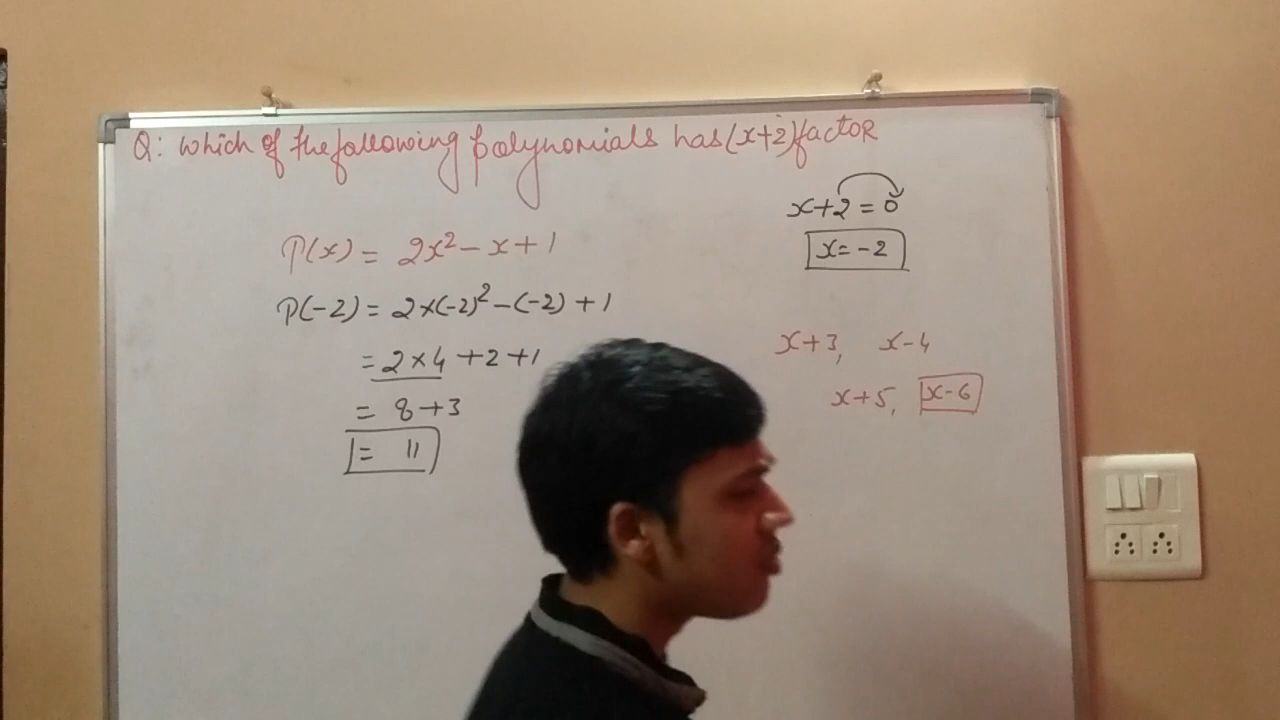 Q: Which of the following polynomials has (x+2) factor
P(x) = 2x² - x + 1
P(-2) = 2×(-2)² - (-2) + 1
= 2×4 + 2 + 1
= 8 + 3
= 11
x+2 = 0
x = -2
x+3, x-4
x+5, x-6